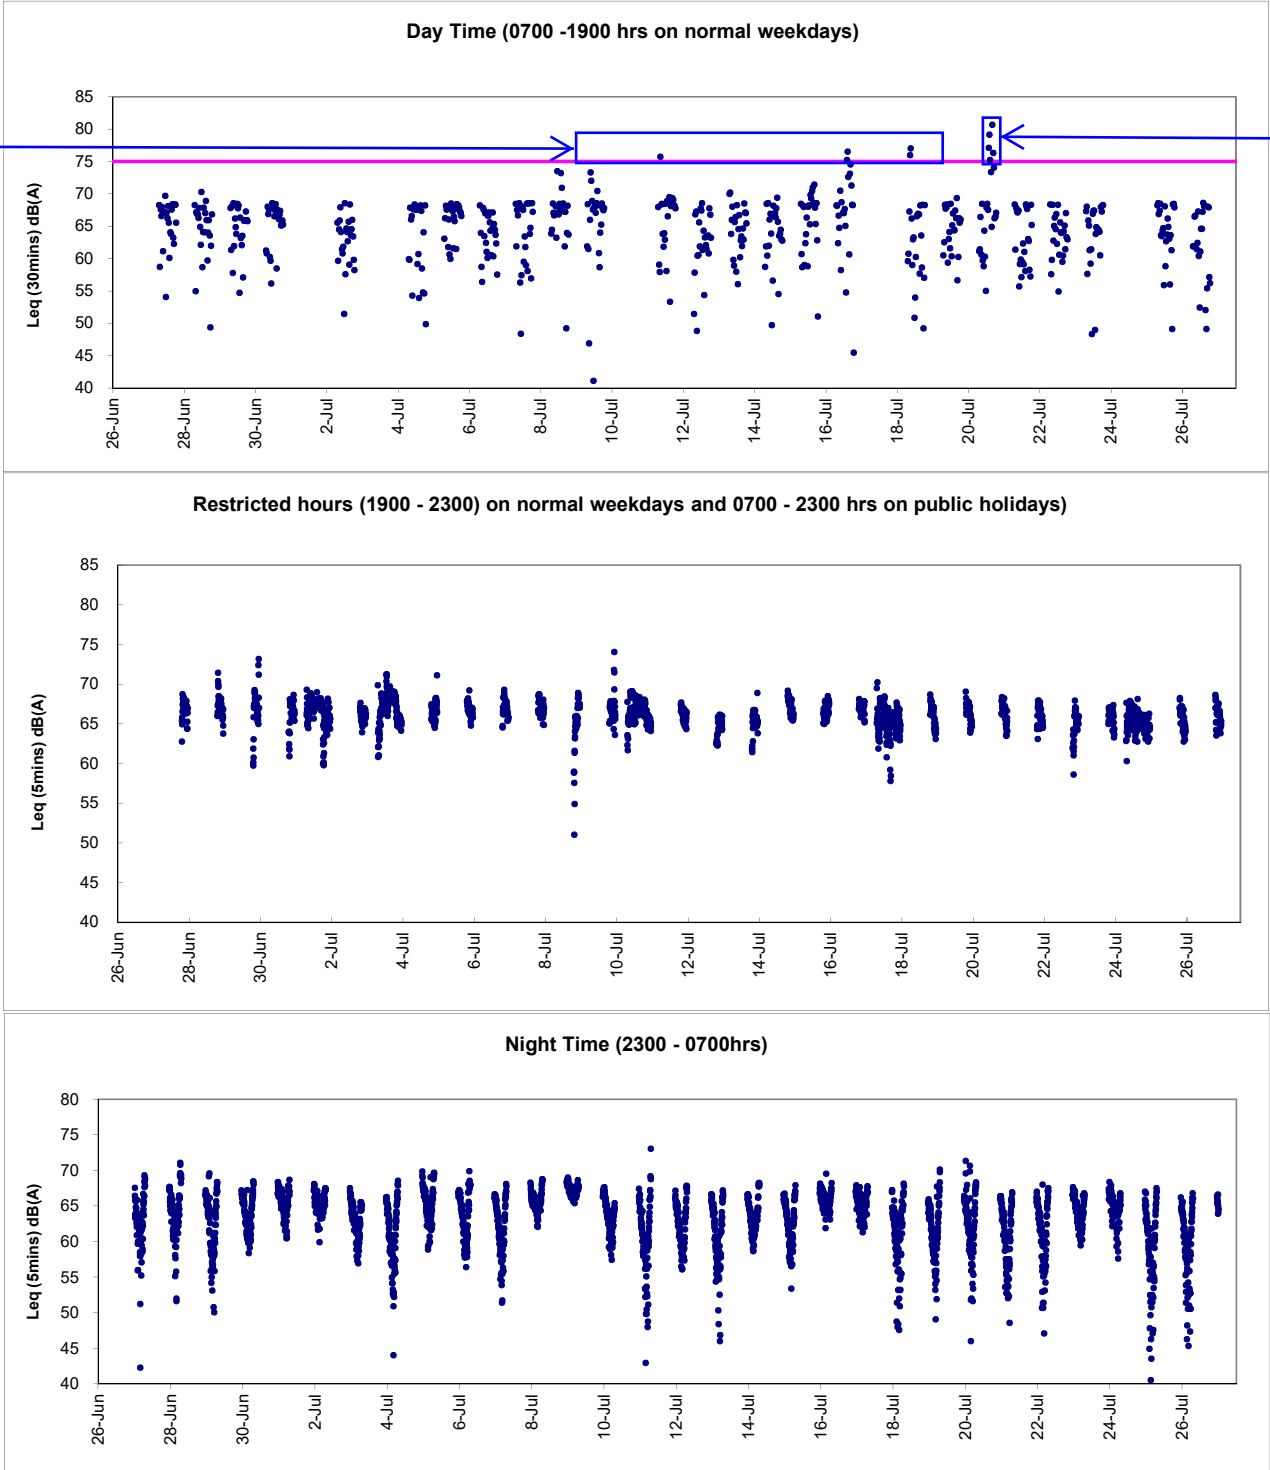 Day Time (0700 -1900 hrs on normal weekdays)
Leq (30mins) dB(A)
85
80
75
70
65
60
55
50
45
40
26-Jun
28-Jun
30-Jun
2-Jul
4-Jul
6-Jul
8-Jul
10-Jul
12-Jul
14-Jul
16-Jul
18-Jul
20-Jul
22-Jul
24-Jul
26-Jul
Restricted hours (1900 - 2300) on normal weekdays and 0700 - 2300 hrs on public holidays)
Leq (5mins) dB(A)
85
80
75
70
65
60
55
50
45
40
26-Jun
28-Jun
30-Jun
2-Jul
4-Jul
6-Jul
8-Jul
10-Jul
12-Jul
14-Jul
16-Jul
18-Jul
20-Jul
22-Jul
24-Jul
26-Jul
Night Time (2300 - 0700hrs)
Leq (5mins) dB(A)
80
75
70
65
60
55
50
45
40
26-Jun
28-Jun
30-Jun
2-Jul
4-Jul
6-Jul
8-Jul
10-Jul
12-Jul
14-Jul
16-Jul
18-Jul
20-Jul
22-Jul
24-Jul
26-Jul